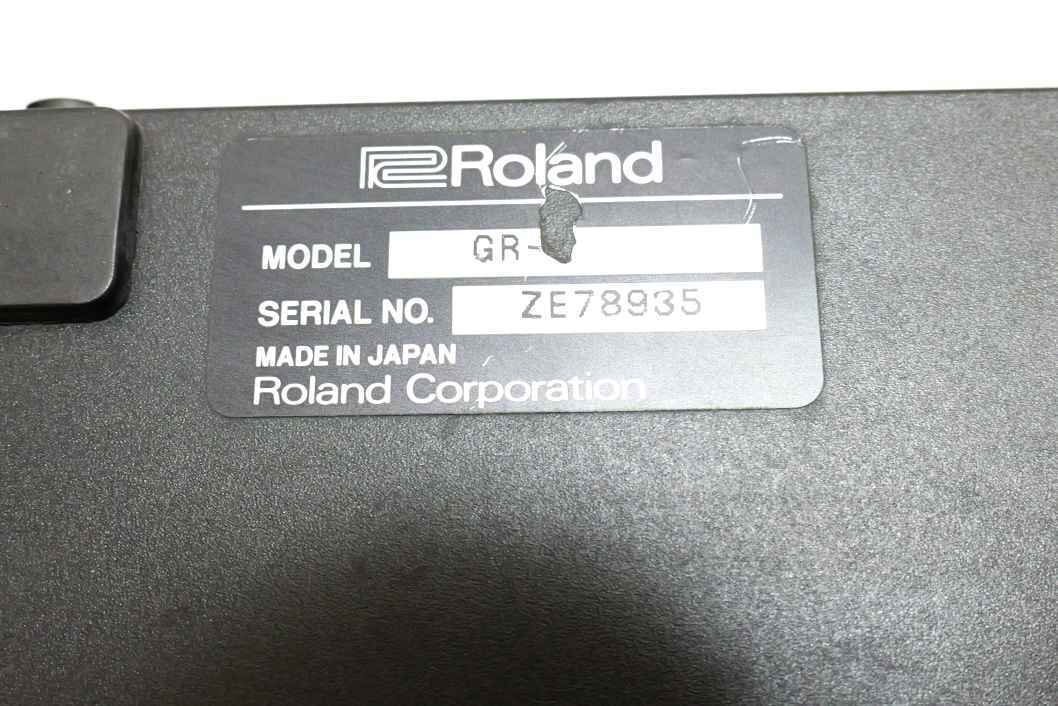 Roland
MODEL GR-
SERIAL NO. ZE78935
MADE IN JAPAN
Roland Corporation